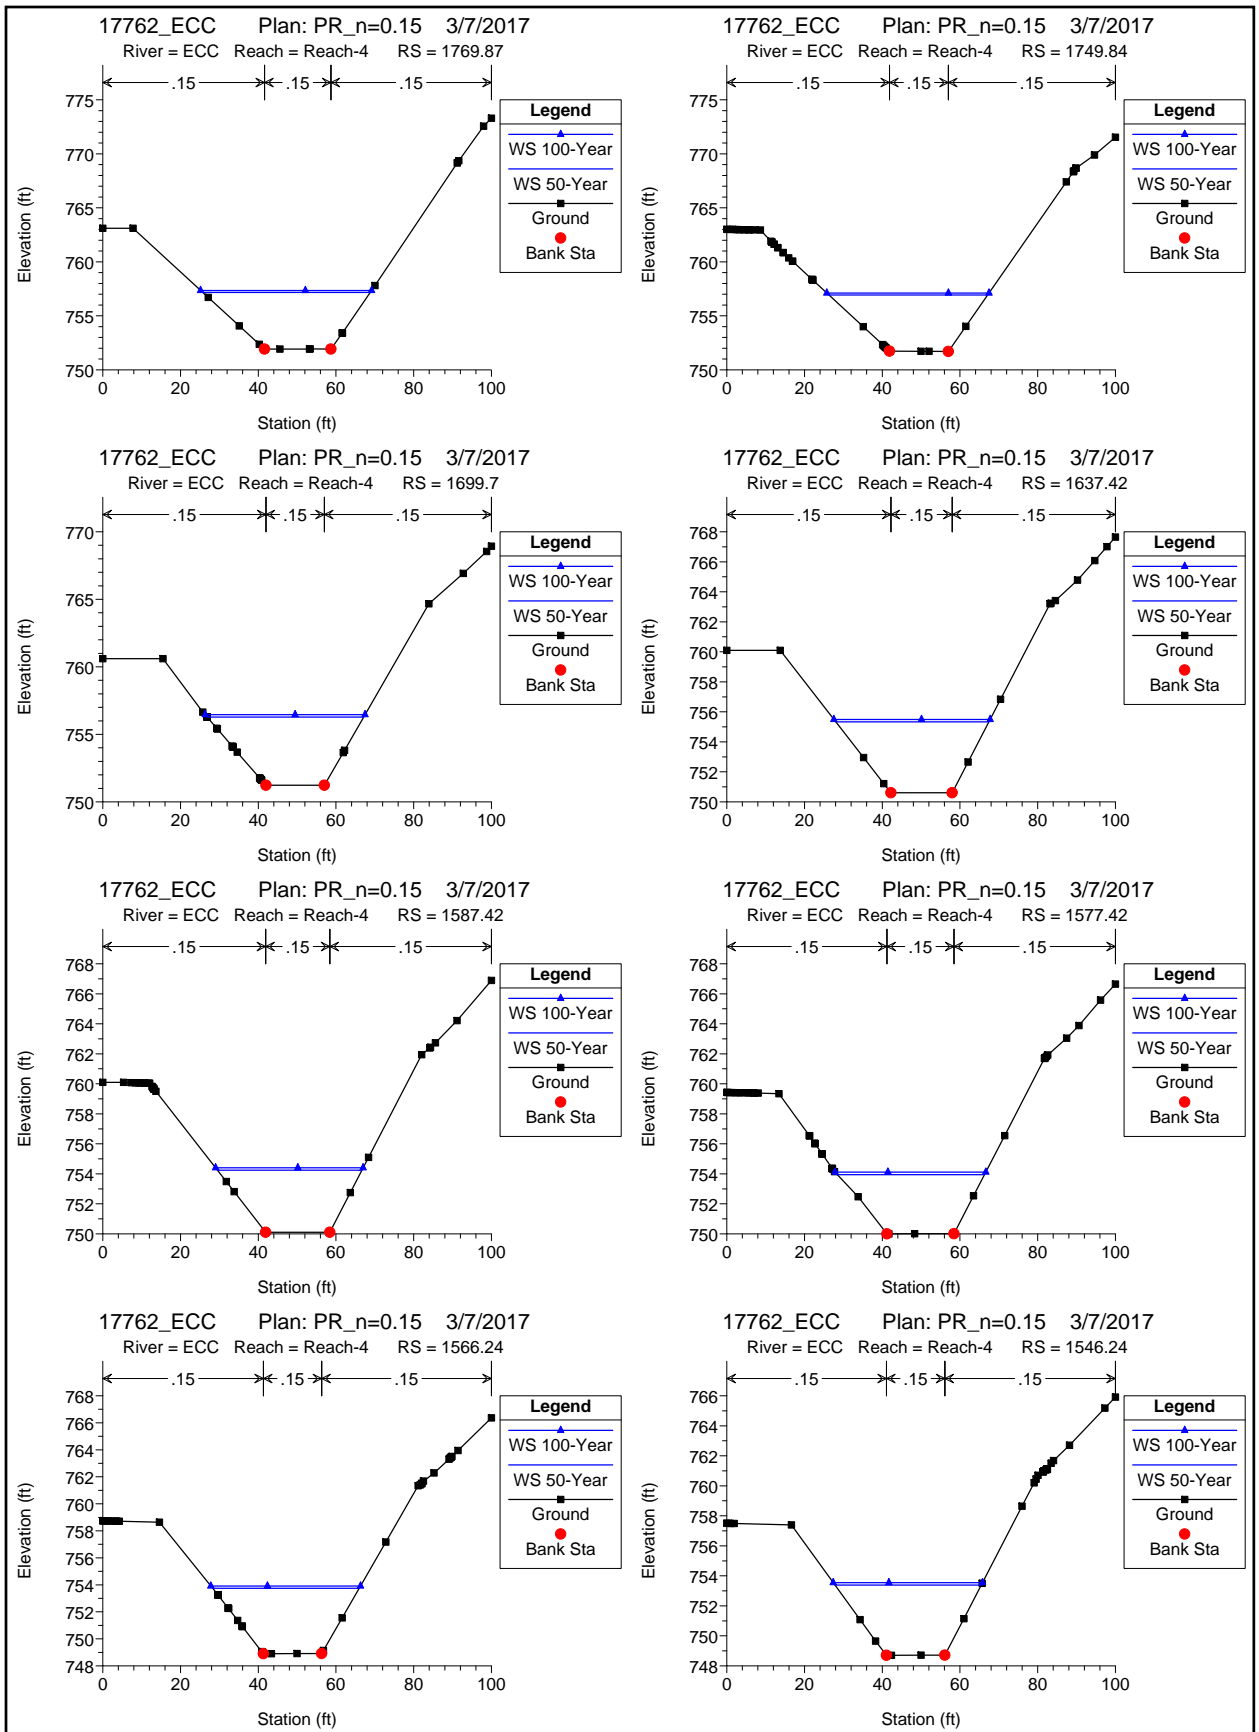 17762_ECC Plan: PR_n=0.15 3/7/2017
River = ECC Reach = Reach-4 RS = 1769.87
.15 .15 .15
Elevation (ft)
775
770
765
760
755
750
0 20 40 60 80 100
Station (ft)
Legend
WS 100-Year
WS 50-Year
Ground
Bank Sta
17762_ECC Plan: PR_n=0.15 3/7/2017
River = ECC Reach = Reach-4 RS = 1749.84
.15 .15 .15
Elevation (ft)
775
770
765
760
755
750
0 20 40 60 80 100
Station (ft)
Legend
WS 100-Year
WS 50-Year
Ground
Bank Sta
17762_ECC Plan: PR_n=0.15 3/7/2017
River = ECC Reach = Reach-4 RS = 1699.7
.15 .15 .15
Elevation (ft)
770
765
760
755
750
0 20 40 60 80 100
Station (ft)
Legend
WS 100-Year
WS 50-Year
Ground
Bank Sta
17762_ECC Plan: PR_n=0.15 3/7/2017
River = ECC Reach = Reach-4 RS = 1637.42
.15 .15 .15
Elevation (ft)
768
766
764
762
760
758
756
754
752
750
0 20 40 60 80 100
Station (ft)
Legend
WS 100-Year
WS 50-Year
Ground
Bank Sta
17762_ECC Plan: PR_n=0.15 3/7/2017
River = ECC Reach = Reach-4 RS = 1587.42
.15 .15 .15
Elevation (ft)
768
766
764
762
760
758
756
754
752
750
0 20 40 60 80 100
Station (ft)
Legend
WS 100-Year
WS 50-Year
Ground
Bank Sta
17762_ECC Plan: PR_n=0.15 3/7/2017
River = ECC Reach = Reach-4 RS = 1577.42
.15 .15 .15
Elevation (ft)
768
766
764
762
760
758
756
754
752
750
0 20 40 60 80 100
Station (ft)
Legend
WS 100-Year
WS 50-Year
Ground
Bank Sta
17762_ECC Plan: PR_n=0.15 3/7/2017
River = ECC Reach = Reach-4 RS = 1566.24
.15 .15 .15
Elevation (ft)
768
766
764
762
760
758
756
754
752
750
748
0 20 40 60 80 100
Station (ft)
Legend
WS 100-Year
WS 50-Year
Ground
Bank Sta
17762_ECC Plan: PR_n=0.15 3/7/2017
River = ECC Reach = Reach-4 RS = 1546.24
.15 .15 .15
Elevation (ft)
766
764
762
760
758
756
754
752
750
748
0 20 40 60 80 100
Station (ft)
Legend
WS 100-Year
WS 50-Year
Ground
Bank Sta